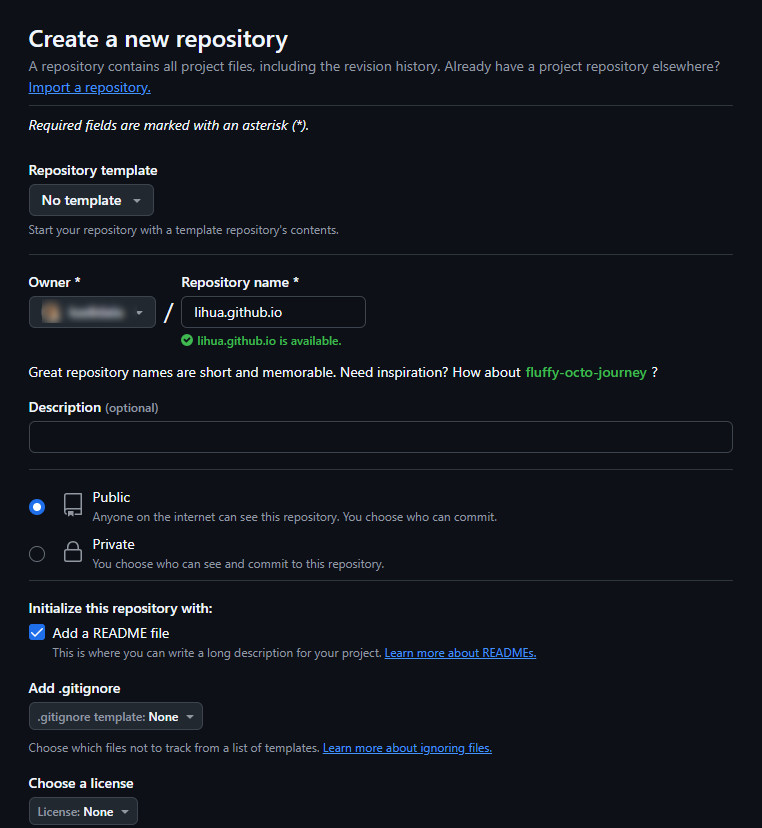 Create a new repository
A repository contains all project files, including the revision history. Already have a project repository elsewhere?
Import a repository.
Required fields are marked with an asterisk (*).
Repository template
No template
Start your repository with a template repository's contents.
Owner *
Repository name *
/
lihua.github.io
lihua.github.io is available.
Great repository names are short and memorable. Need inspiration? How about fluffy-octo-journey ?
Description (optional)
Public
Anyone on the internet can see this repository. You choose who can commit.
Private
You choose who can see and commit to this repository.
Initialize this repository with:
Add a README file
This is where you can write a long description for your project. Learn more about READMEs.
Add .gitignore
.gitignore template: None
Choose which files not to track from a list of templates. Learn more about ignoring files.
Choose a license
License: None